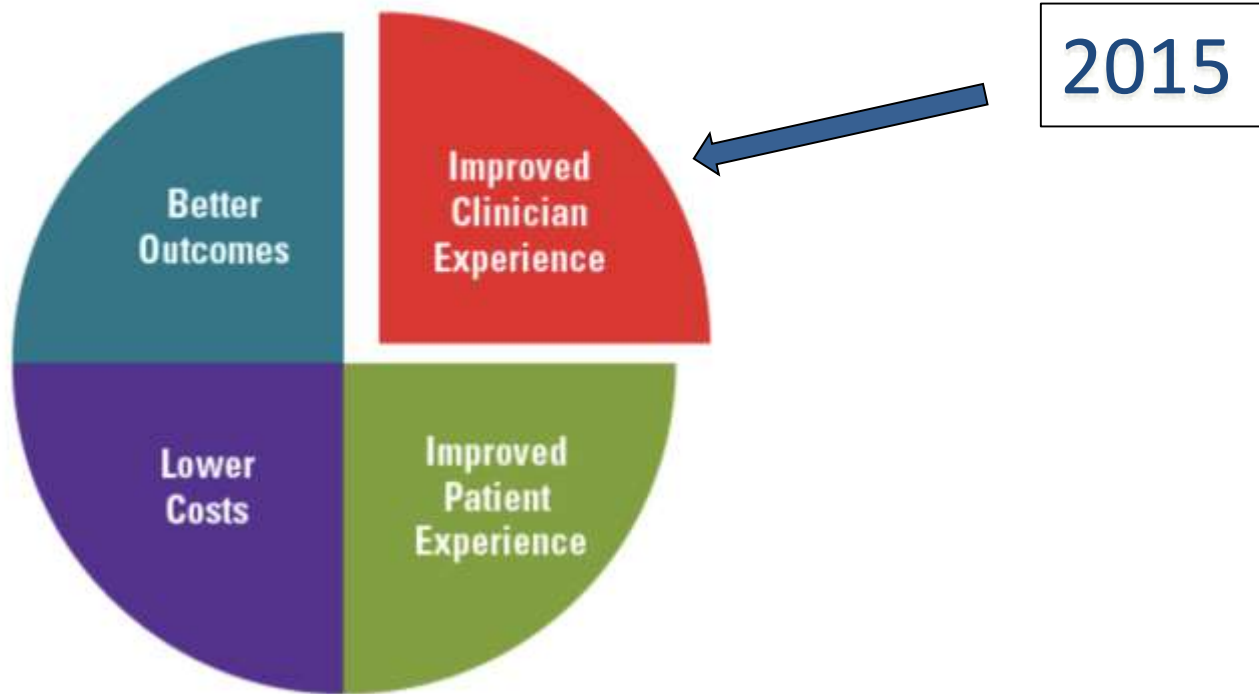 2015
Better
Outcomes
Improved
Clinician
Experience
Lower
Costs
Improved
Patient
Experience